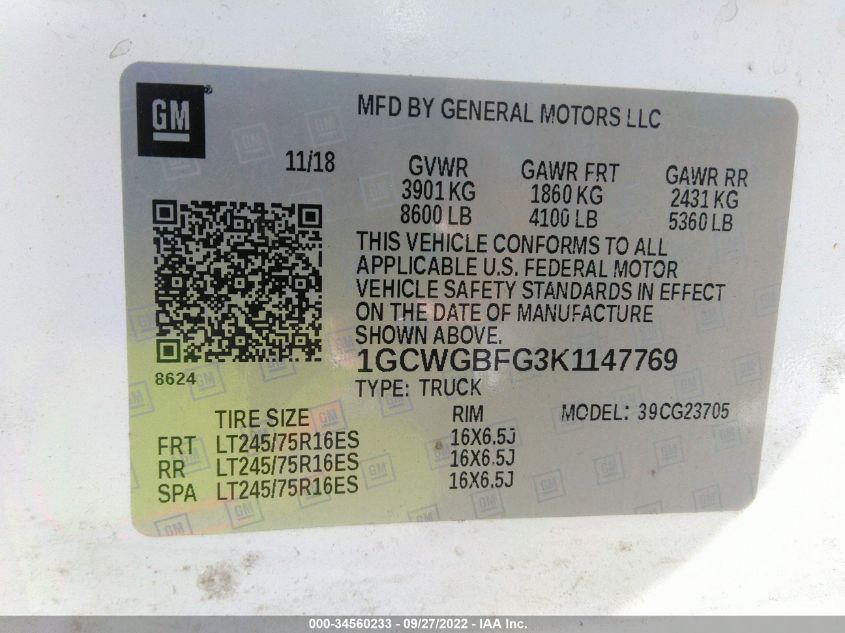 GM
MFD BY GENERAL MOTORS LLC
11/18 GVWR GAWR FRT GAWR RR
3901 KG 1860 KG 2431 KG
8600 LB 4100 LB 5360 LB
THIS VEHICLE CONFORMS TO ALL
APPLICABLE U.S. FEDERAL MOTOR
VEHICLE SAFETY STANDARDS IN EFFECT
ON THE DATE OF MANUFACTURE
SHOWN ABOVE.
1GCWGBFG3K1147769
8624
TYPE: TRUCK
TIRE SIZE RIM MODEL: 39CG23705
FRT LT245/75R16ES 16X6.5J
RR LT245/75R16ES 16X6.5J
SPA LT245/75R16ES 16X6.5J
000-34560233 - 09/27/2022 - IAA Inc.